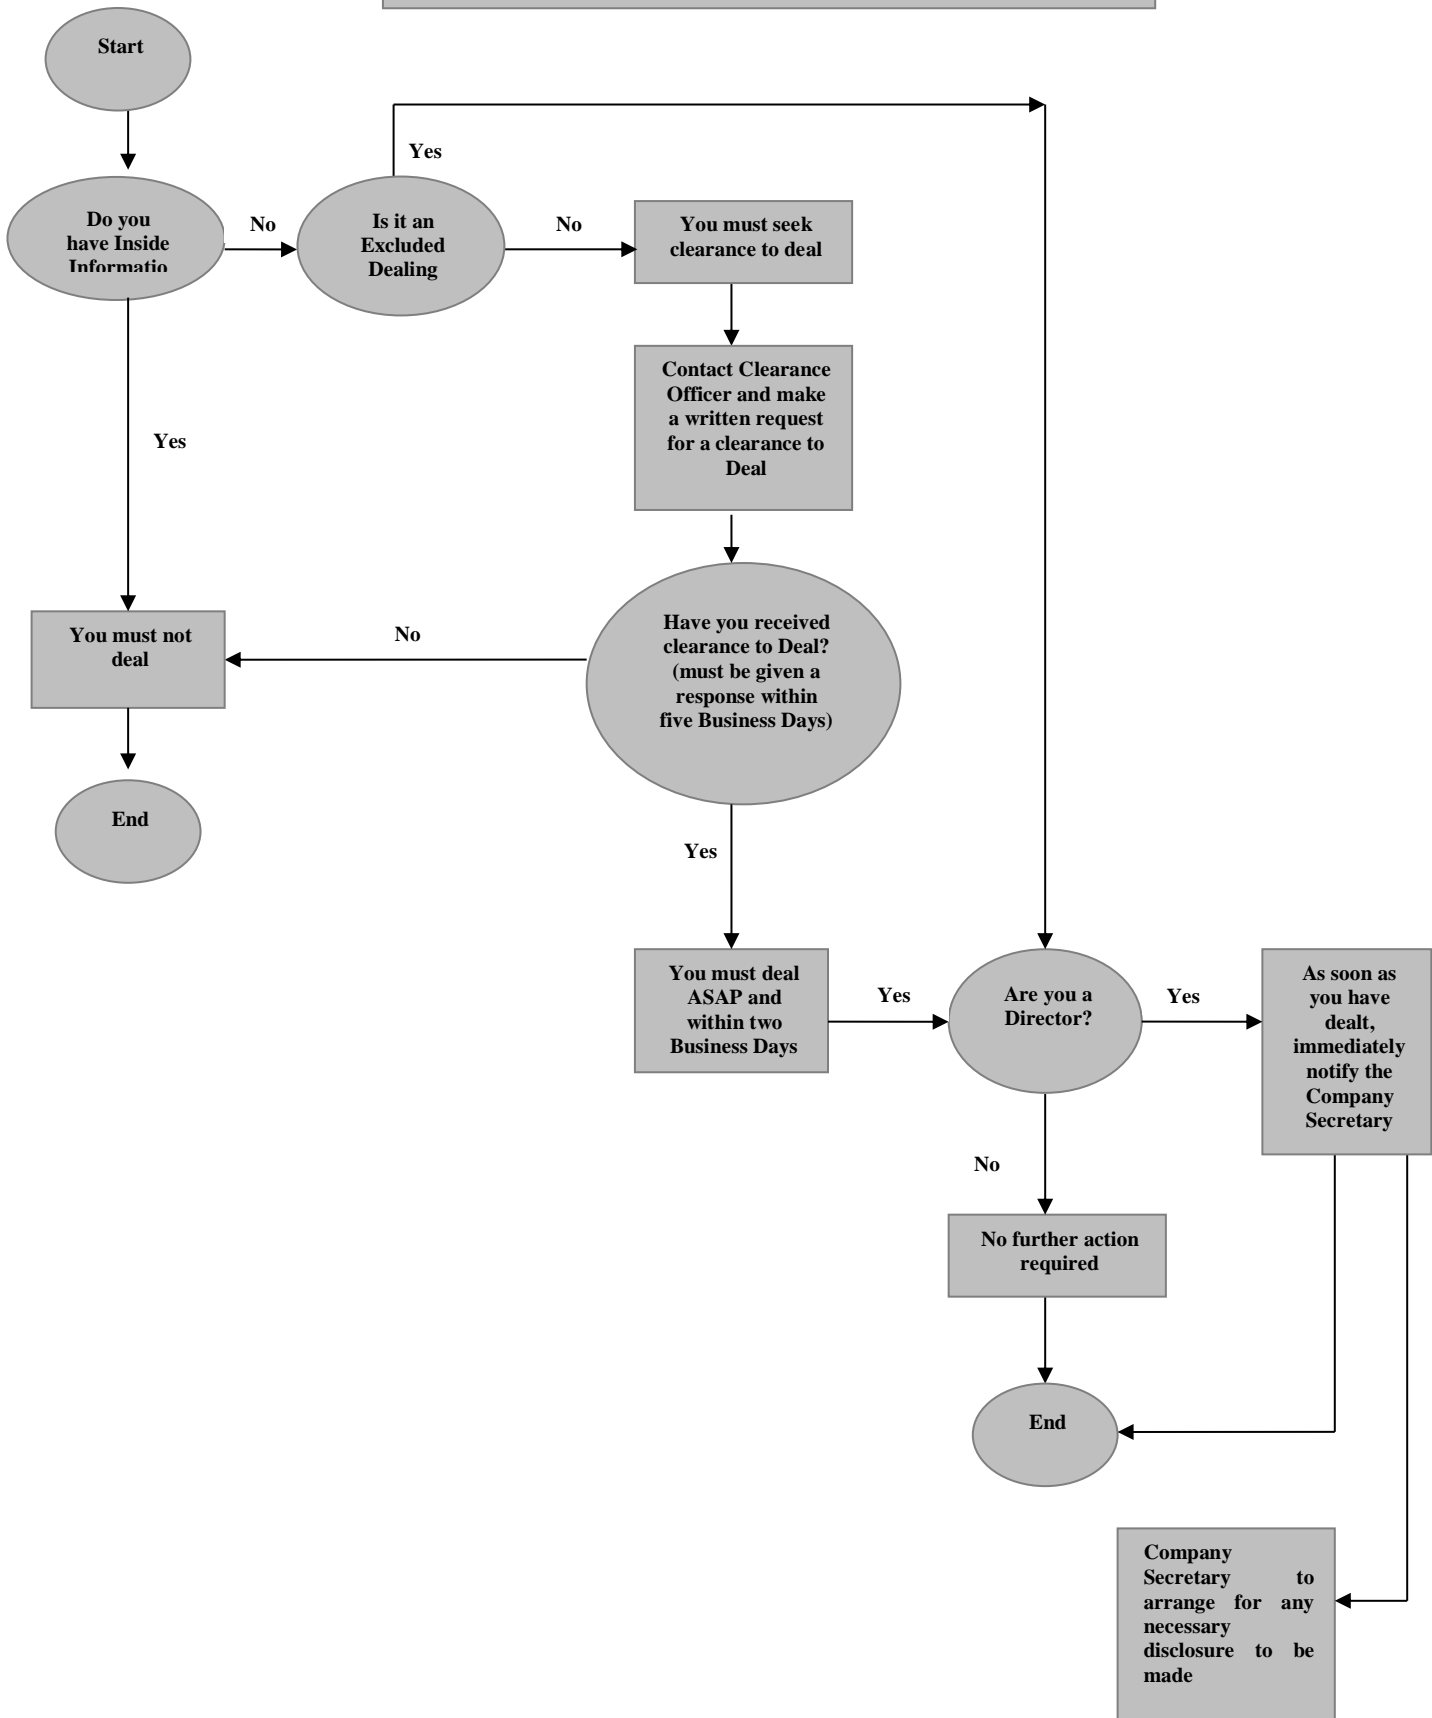 Start
Yes
Do you
have Inside
Informatio
No
Is it an
Excluded
Dealing
No
You must seek
clearance to deal
Contact Clearance
Officer and make
a written request
for a clearance to
Deal
Yes
You must not
deal
No
Have you received
clearance to Deal?
(must be given a
response within
five Business Days)
End
Yes
You must deal
ASAP and
within two
Business Days
Yes
Are you a
Director?
Yes
As soon as
you have
dealt,
immediately
notify the
Company
Secretary
No
No further action
required
End
Company
Secretary to
arrange for any
necessary
disclosure to be
made